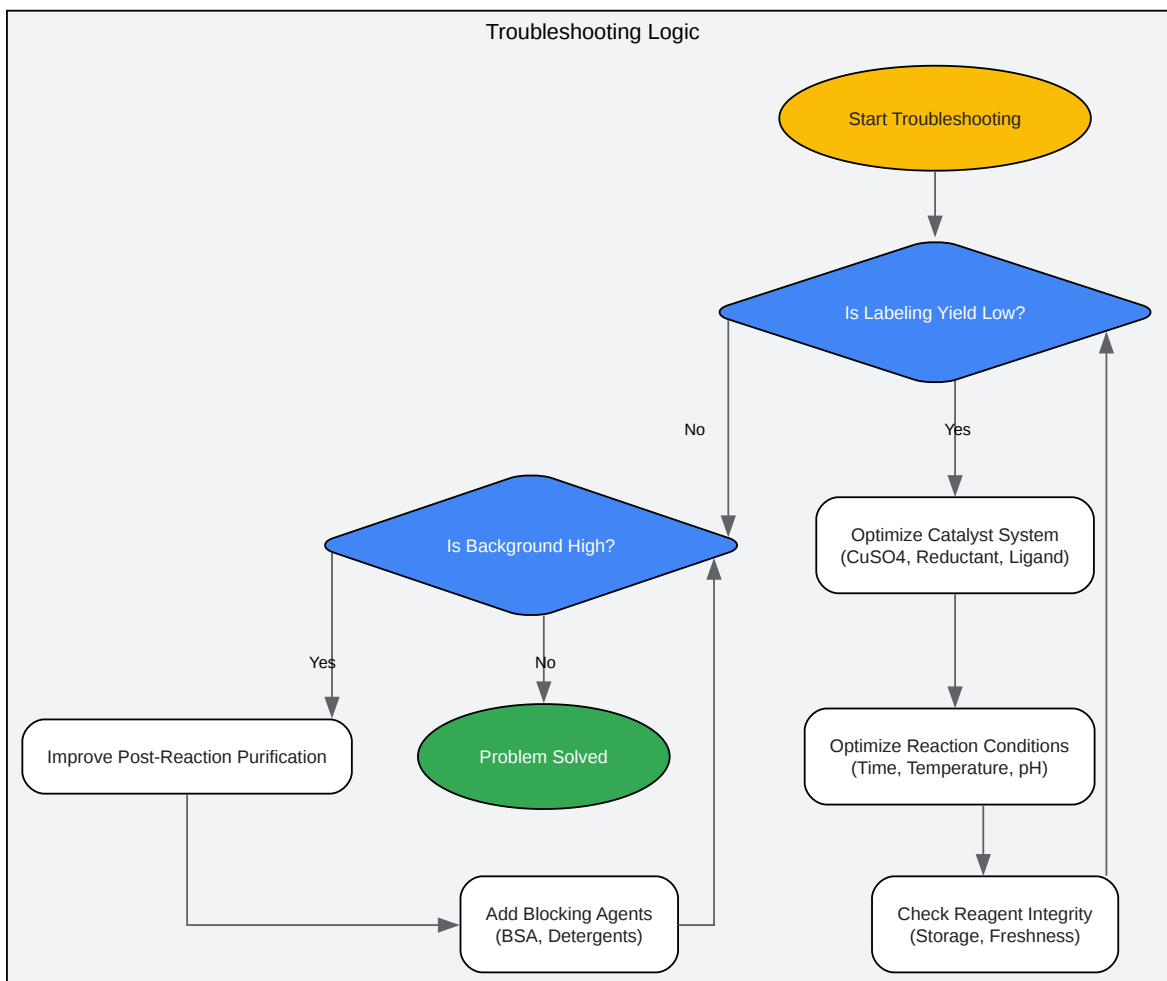 Troubleshooting Logic
Start Troubleshooting
Is Labeling Yield Low?
No
Yes
Is Background High?
Optimize Catalyst System
(CuSO4, Reductant, Ligand)
Yes
No
Improve Post-Reaction Purification
Problem Solved
Optimize Reaction Conditions
(Time, Temperature, pH)
Add Blocking Agents
(BSA, Detergents)
Check Reagent Integrity
(Storage, Freshness)